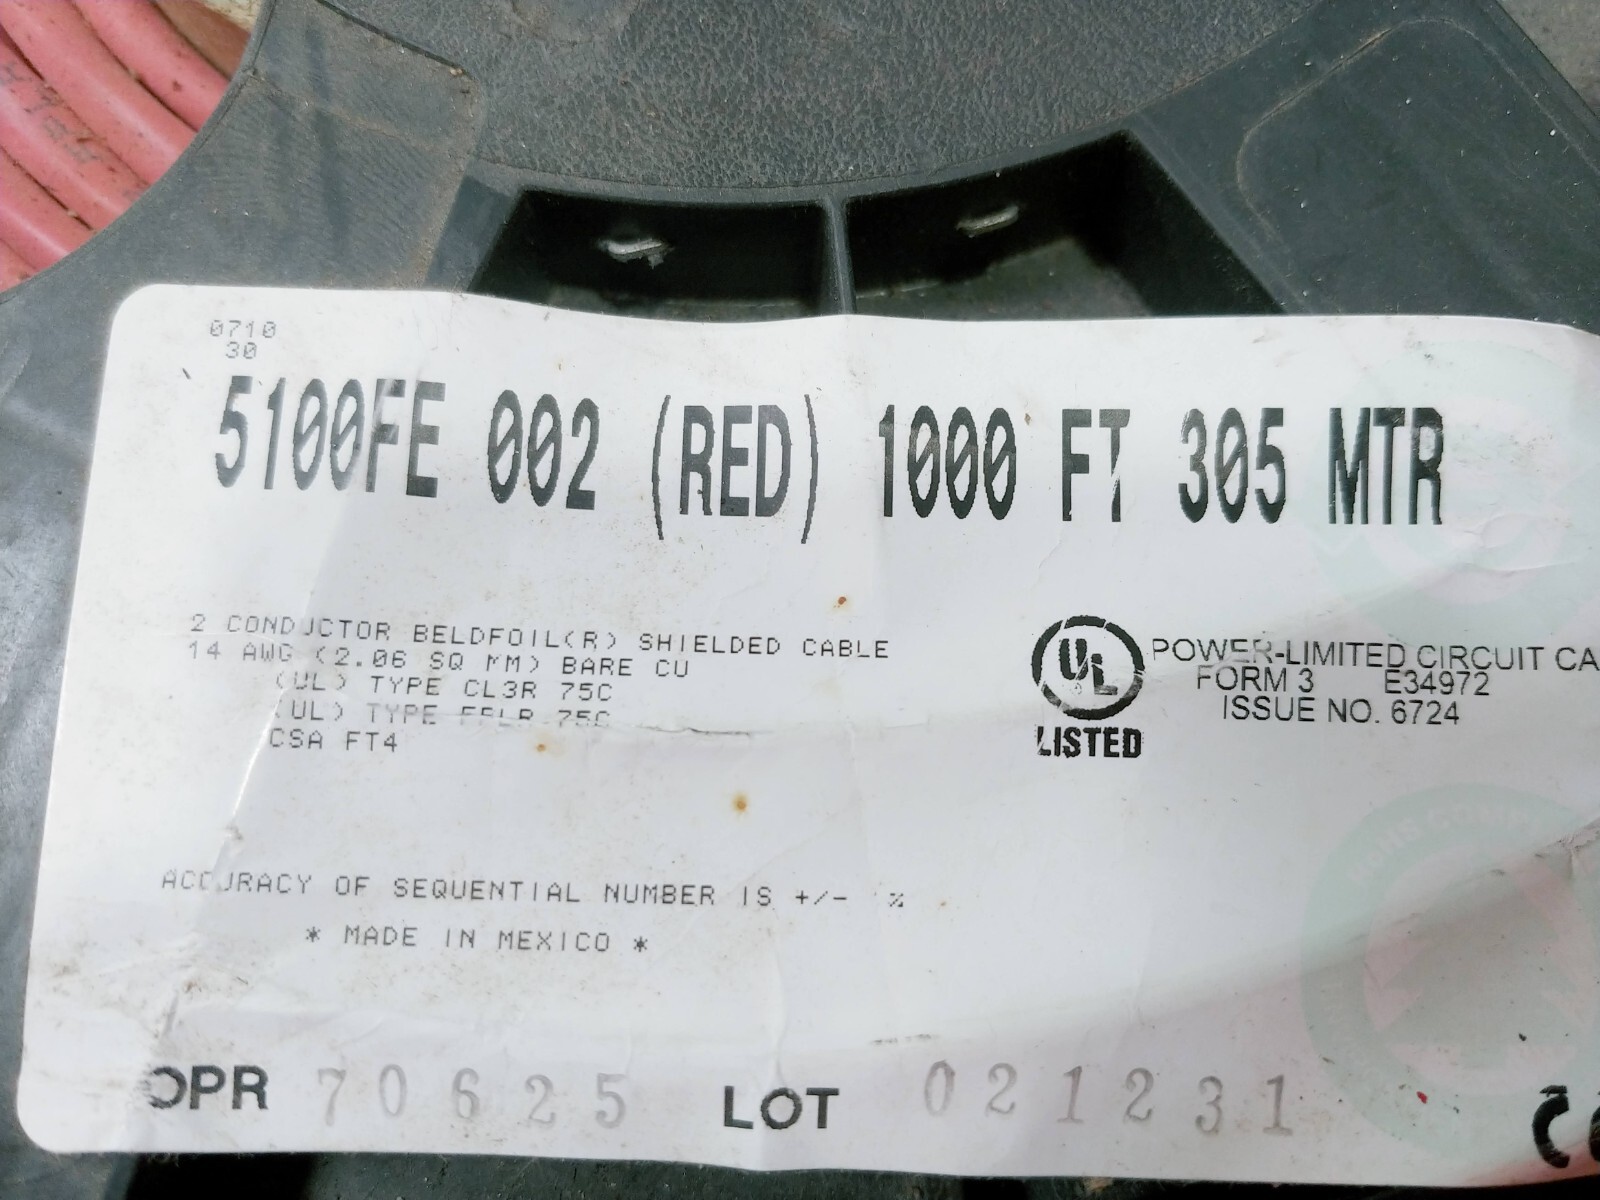 0710
30
5100FE 002 (RED) 1000 FT 305 MTR
2 CONDUCTOR BELDFOIL(R) SHIELDED CABLE
14 AWG (2.06 SQ MM) BARE CU
(UL) TYPE CL3R 75C
(UL) TYPE 75C
CSA FT4
UL
LISTED
POWER-LIMITED CIRCUIT CA
FORM 3 E34972
ISSUE NO. 6724
ACCURACY OF SEQUENTIAL NUMBER IS +/- %
* MADE IN MEXICO *
OPR 70625 LOT 021231